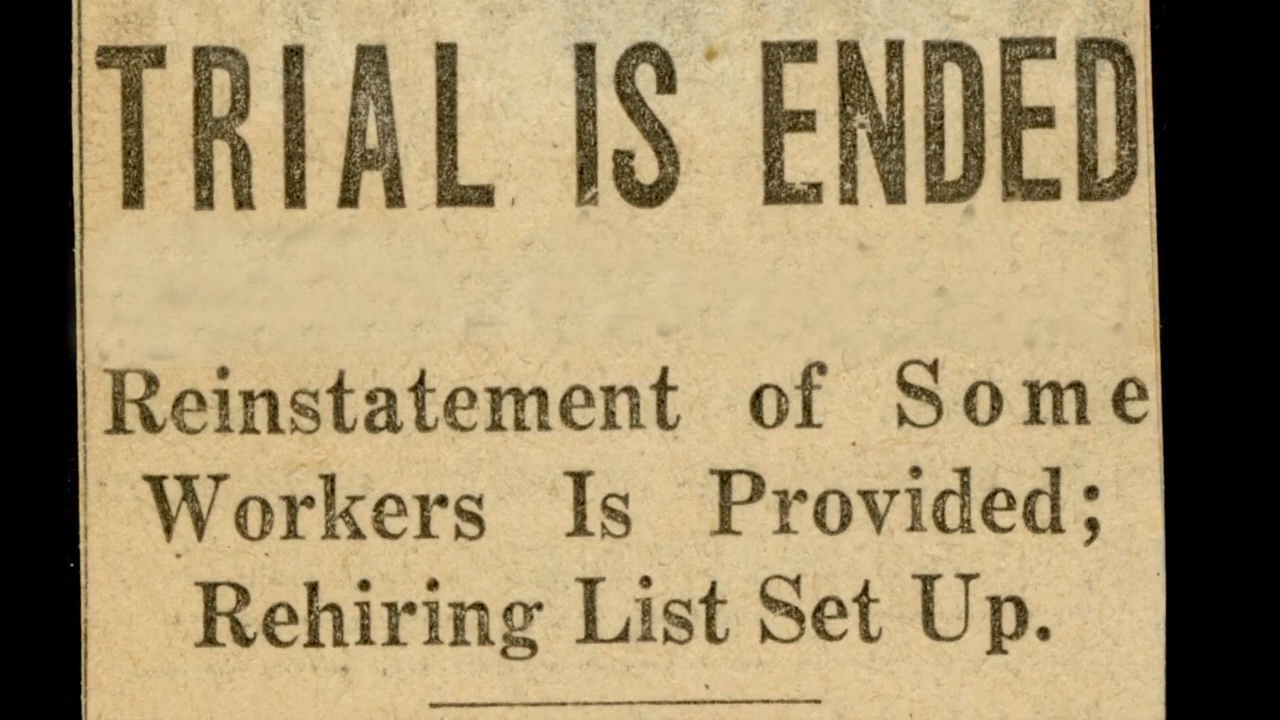 TRIAL IS ENDED
Reinstatement of Some
Workers Is Provided;
Rehiring List Set Up.